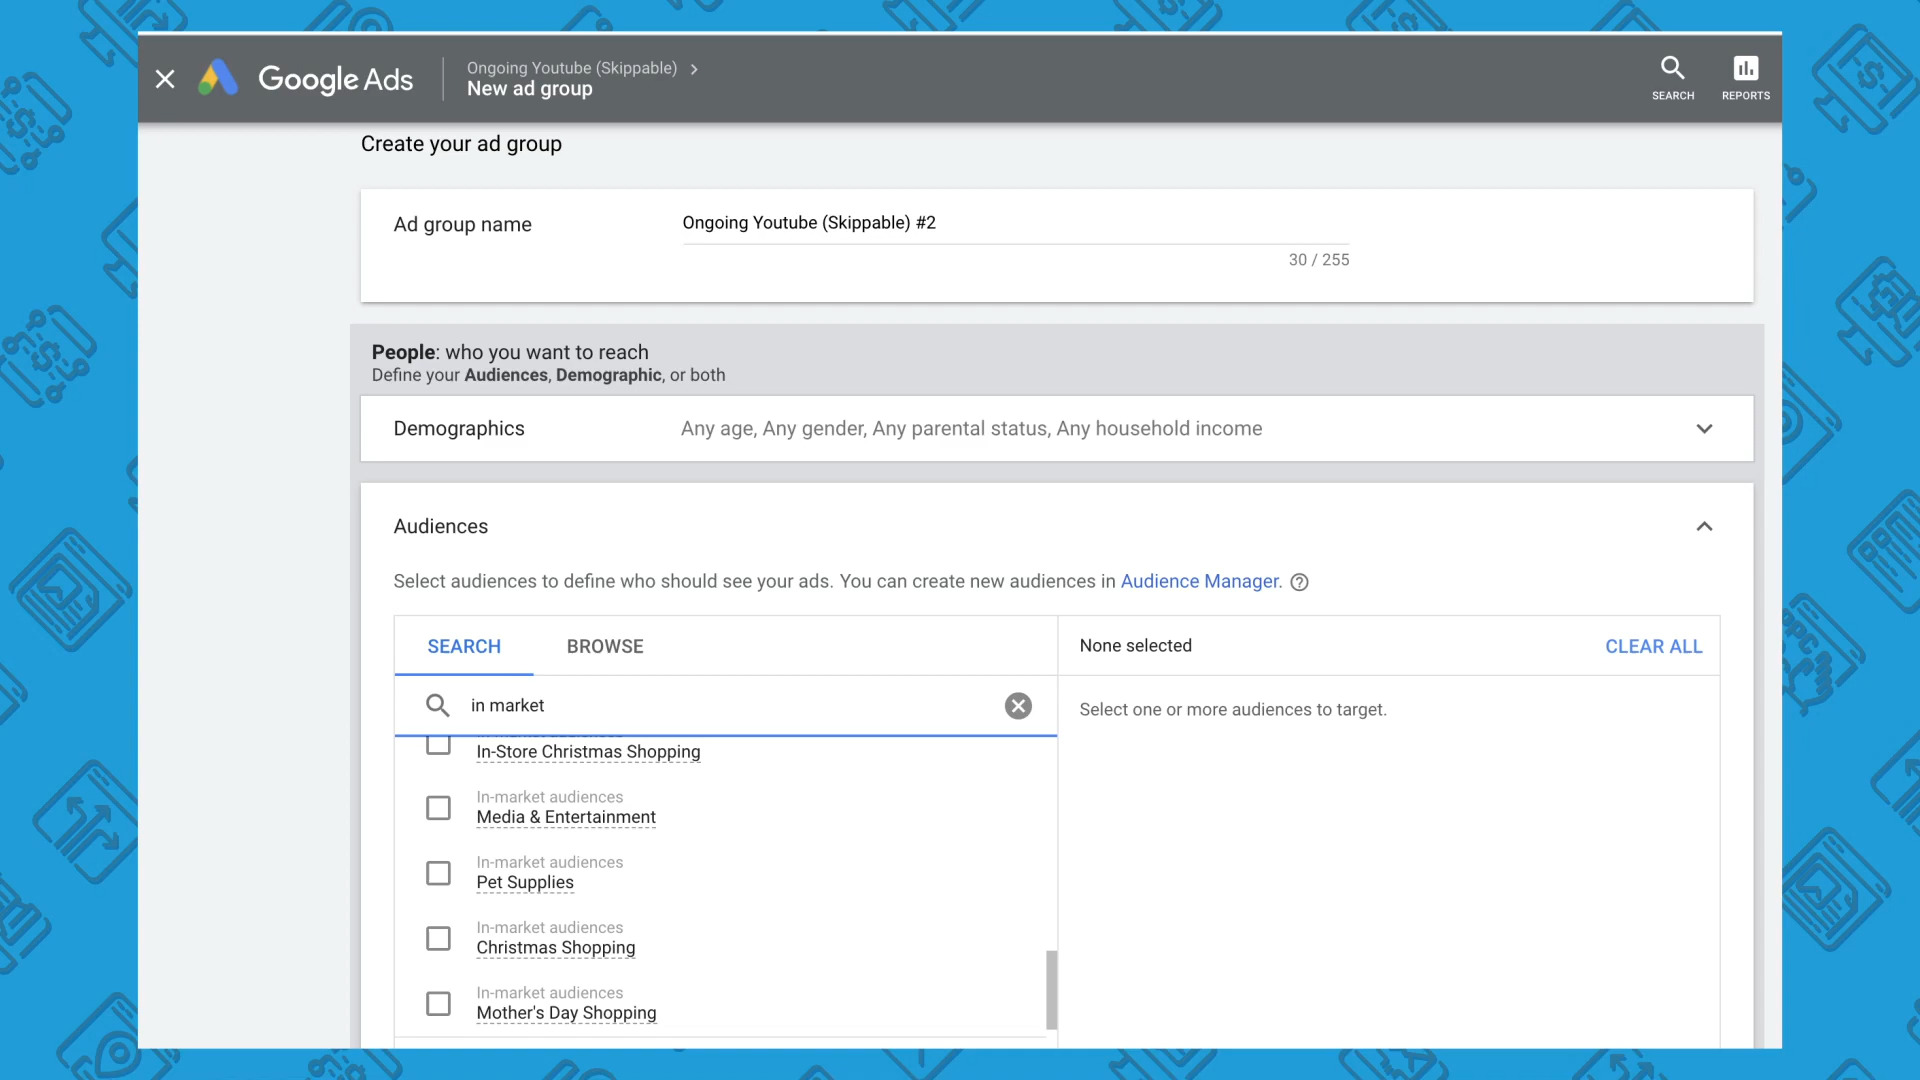 Google Ads
Ongoing Youtube (Skippable)
New ad group
SEARCH
REPORTS
Create your ad group
Ad group name
Ongoing Youtube (Skippable) #2
30 / 255
People: who you want to reach
Define your Audiences, Demographic, or both
Demographics
Any age, Any gender, Any parental status, Any household income
Audiences
Select audiences to define who should see your ads. You can create new audiences in Audience Manager.
SEARCH
BROWSE
None selected
CLEAR ALL
in market
Select one or more audiences to target.
In-Store Christmas Shopping
In-market audiences
Media & Entertainment
In-market audiences
Pet Supplies
In-market audiences
Christmas Shopping
In-market audiences
Mother's Day Shopping